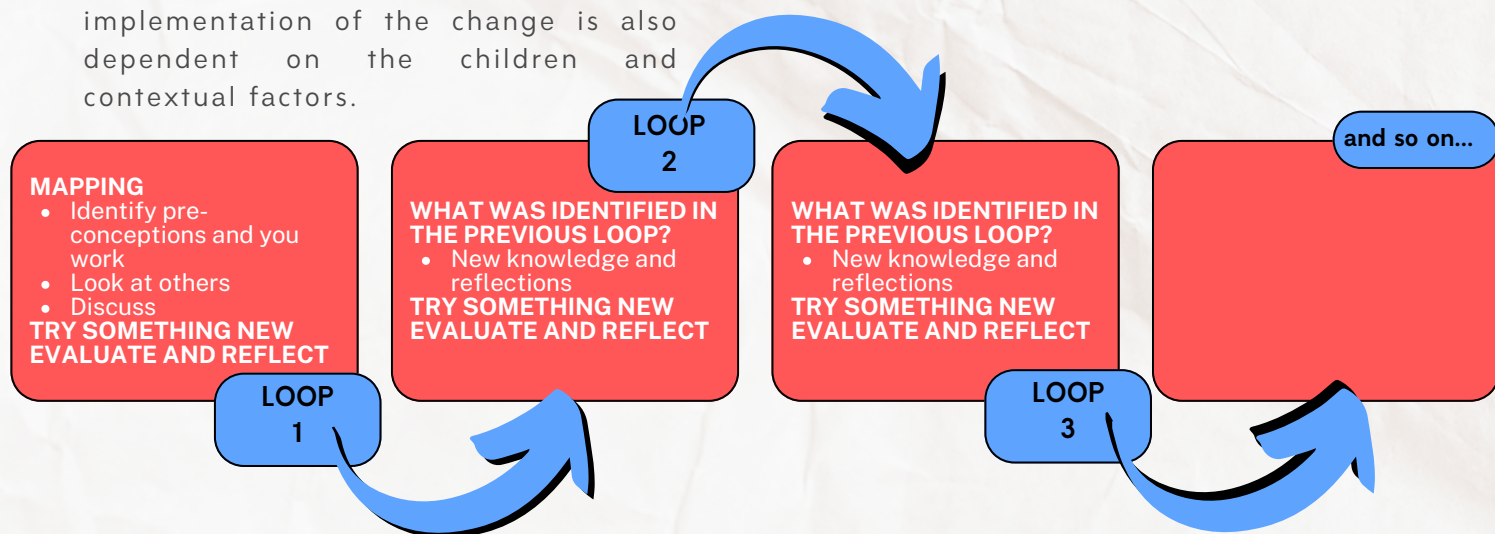 implementation of the change is also
dependent on the children and
contextual factors.
MAPPING
• Identify pre-
conceptions and you
work
• Look at others
• Discuss
TRY SOMETHING NEW
EVALUATE AND REFLECT
LOOP
1
LOOP
2
WHAT WAS IDENTIFIED IN
THE PREVIOUS LOOP?
• New knowledge and
reflections
TRY SOMETHING NEW
EVALUATE AND REFLECT
WHAT WAS IDENTIFIED IN
THE PREVIOUS LOOP?
• New knowledge and
reflections
TRY SOMETHING NEW
EVALUATE AND REFLECT
LOOP
3
and so on...